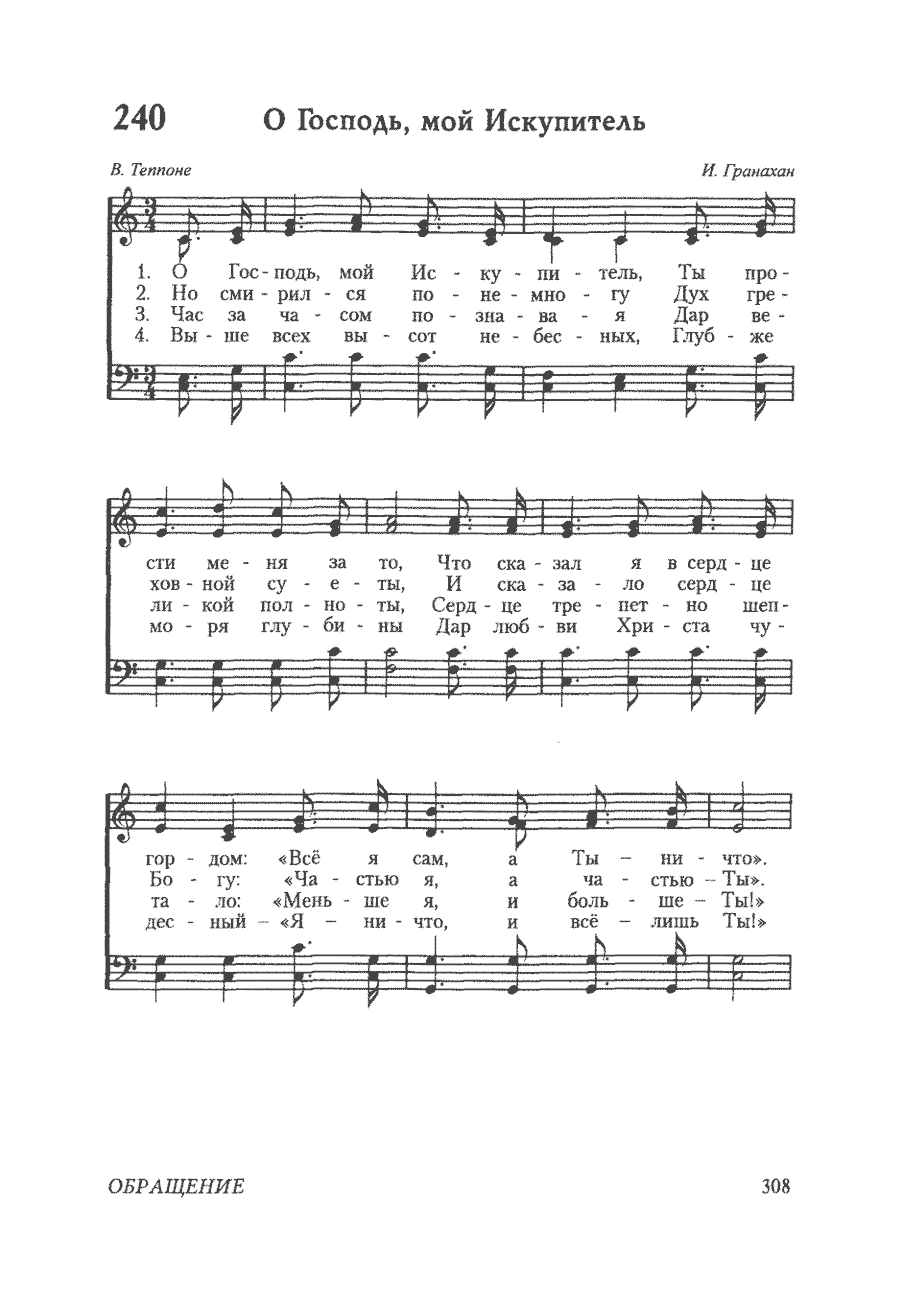 240 О Господь, мой Искупитель
В. Теппоне И. Гранахан
3/4
1. О Гос - подь, мой Ис - ку - пи - тель, Ты про -
2. Но сми - рил - ся по - не - мно - гу Дух гре -
3. Час за ча - сом по - зна - ва - я Дар ве -
4. Вы - ше всех вы - сот не - бес - ных, Глуб - же
3/4
сти ме - ня за то, Что ска - зал я в серд - це
хов - ной су - е - ты, И ска - за - ло серд - це
ли - кой пол - но - ты, Серд - це тре - пет - но шеп -
мо - ря глу - би - ны Дар люб - ви Хри - ста чу -
гор - дом: «Всё я сам, а Ты – ни - что».
Бо - гу: «Ча - стью я, а ча - стью – Ты».
та - ло: «Мень - ше я, и боль - ше – Ты!»
дес - ный – «Я – ни - что, и всё – лишь Ты!»
ОБРАЩЕНИЕ 308